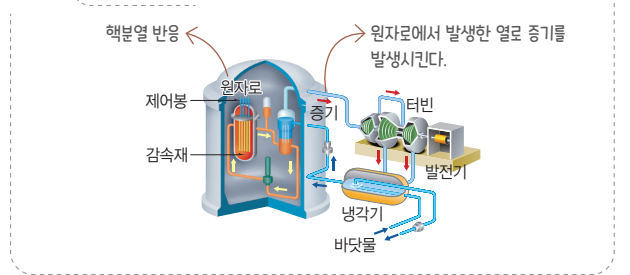 핵분열 반응
원자로에서 발생한 열로 증기를
발생시킨다.
원자로
제어봉
증기
터빈
감속재
발전기
냉각기
바닷물